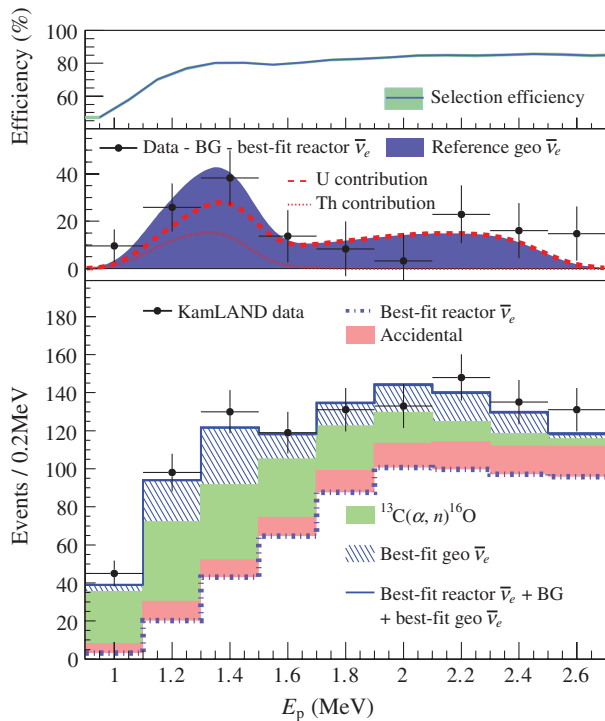 Efficiency (%)
100
80
60
Selection efficiency
Data - BG - best-fit reactor ν̅e
Reference geo ν̅e
40
20
0
U contribution
Th contribution
Events / 0.2MeV
180
160
140
120
100
80
60
40
20
0
KamLAND data
Best-fit reactor ν̅e
Accidental
¹³C(α, n)¹⁶O
Best-fit geo ν̅e
Best-fit reactor ν̅e + BG
+ best-fit geo ν̅e
1 1.2 1.4 1.6 1.8 2 2.2 2.4 2.6
Ep (MeV)